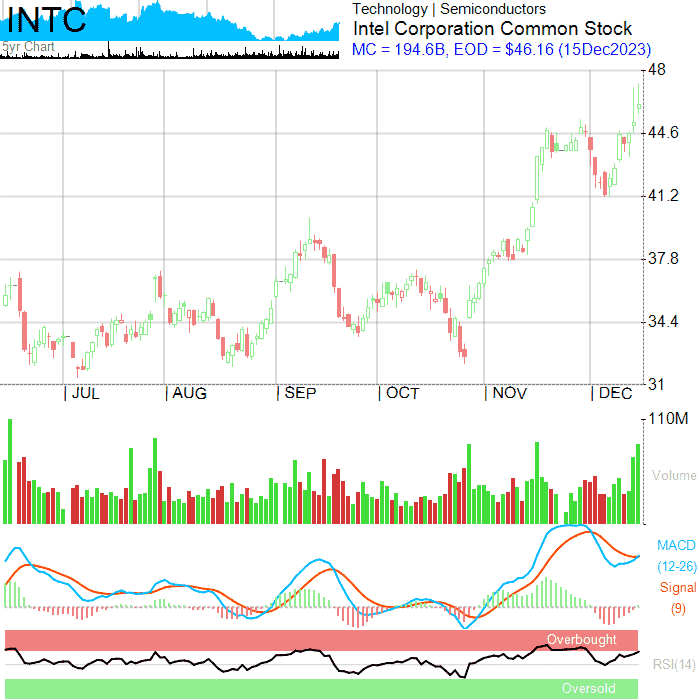 INTC
5yr Chart
Technology | Semiconductors
Intel Corporation Common Stock
MC = 194.6B, EOD = $46.16 (15Dec2023)
48
44.6
41.2
37.8
34.4
31
JUL AUG SEP OCT NOV DEC
110M
Volume
MACD
(12-26)
Signal
(9)
Overbought
RSI(14)
Oversold